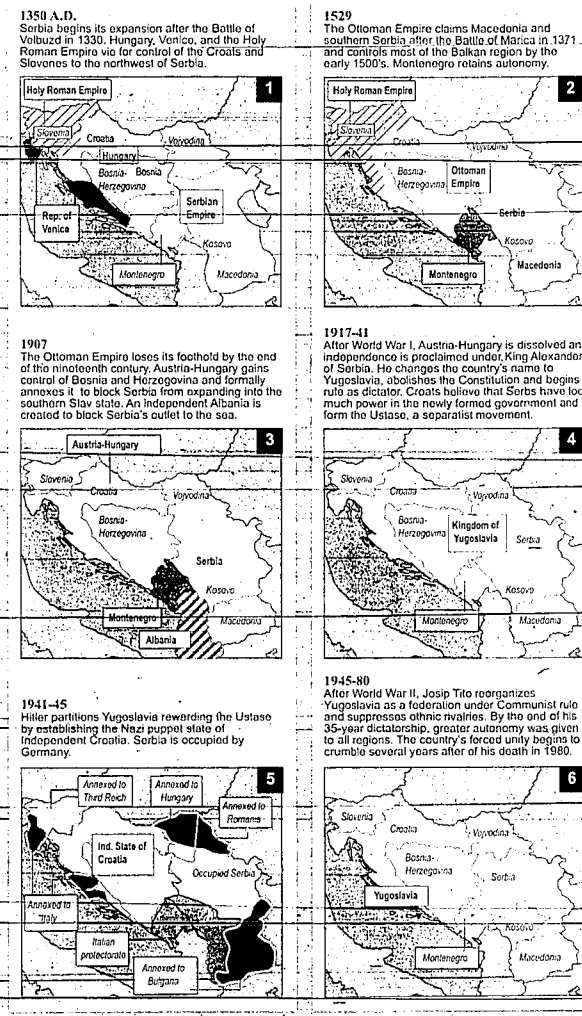 1350 A.D.
Serbia begins its expansion after the Battle of
Velbuzd in 1330. Hungary, Venice, and the Holy
Roman Empire vie for control of the Croats and
Slovenes to the northwest of Serbia.
1
Holy Roman Empire
Slovenia
Croatia
Vojvodina
Hungary
Bosnia-
Herzegovina
Bosnia
Serbian
Empire
Rep. of
Venice
Kosovo
Montenegro
Macedonia
1529
The Ottoman Empire claims Macedonia and
southern Serbia after the Battle of Marica in 1371
and controls most of the Balkan region by the
early 1500's. Montenegro retains autonomy.
2
Holy Roman Empire
Slovenia
Croatia
Vojvodina
Bosnia-
Herzegovina
Ottoman
Empire
Serbia
Kosovo
Montenegro
Macedonia
1907
The Ottoman Empire loses its foothold by the end
of the nineteenth century. Austria-Hungary gains
control of Bosnia and Herzegovina and formally
annexes it to block Serbia from expanding into the
southern Slav state. An independent Albania is
created to block Serbia's outlet to the sea.
3
Austria-Hungary
Slovenia
Croatia
Vojvodina
Bosnia-
Herzegovina
Serbia
Kosovo
Montenegro
Macedonia
Albania
1917-41
After World War I, Austria-Hungary is dissolved an
independence is proclaimed under King Alexander
of Serbia. He changes the country's name to
Yugoslavia, abolishes the Constitution and begins
rule as dictator. Croats believe that Serbs have too
much power in the newly formed government and
form the Ustase, a separatist movement.
4
Slovenia
Croatia
Vojvodina
Bosnia-
Herzegovina
Kingdom of
Yugoslavia
Serbia
Kosovo
Montenegro
Macedonia
1941-45
Hitler partitions Yugoslavia rewarding the Ustase
by establishing the Nazi puppet state of
Independent Croatia. Serbia is occupied by
Germany.
5
Annexed to
Third Reich
Annexed to
Hungary
Annexed to
Romania
Ind. State of
Croatia
Occupied Serbia
Annexed to
Italy
Italian
protectorate
Annexed to
Bulgaria
1945-80
After World War II, Josip Tito reorganizes
Yugoslavia as a federation under Communist rule
and suppresses ethnic rivalries. By the end of his
35-year dictatorship, greater autonomy was given
to all regions. The country's forced unity begins to
crumble several years after of his death in 1980.
6
Slovenia
Croatia
Vojvodina
Bosnia-
Herzegovina
Serbia
Yugoslavia
Kosovo
Montenegro
Macedonia